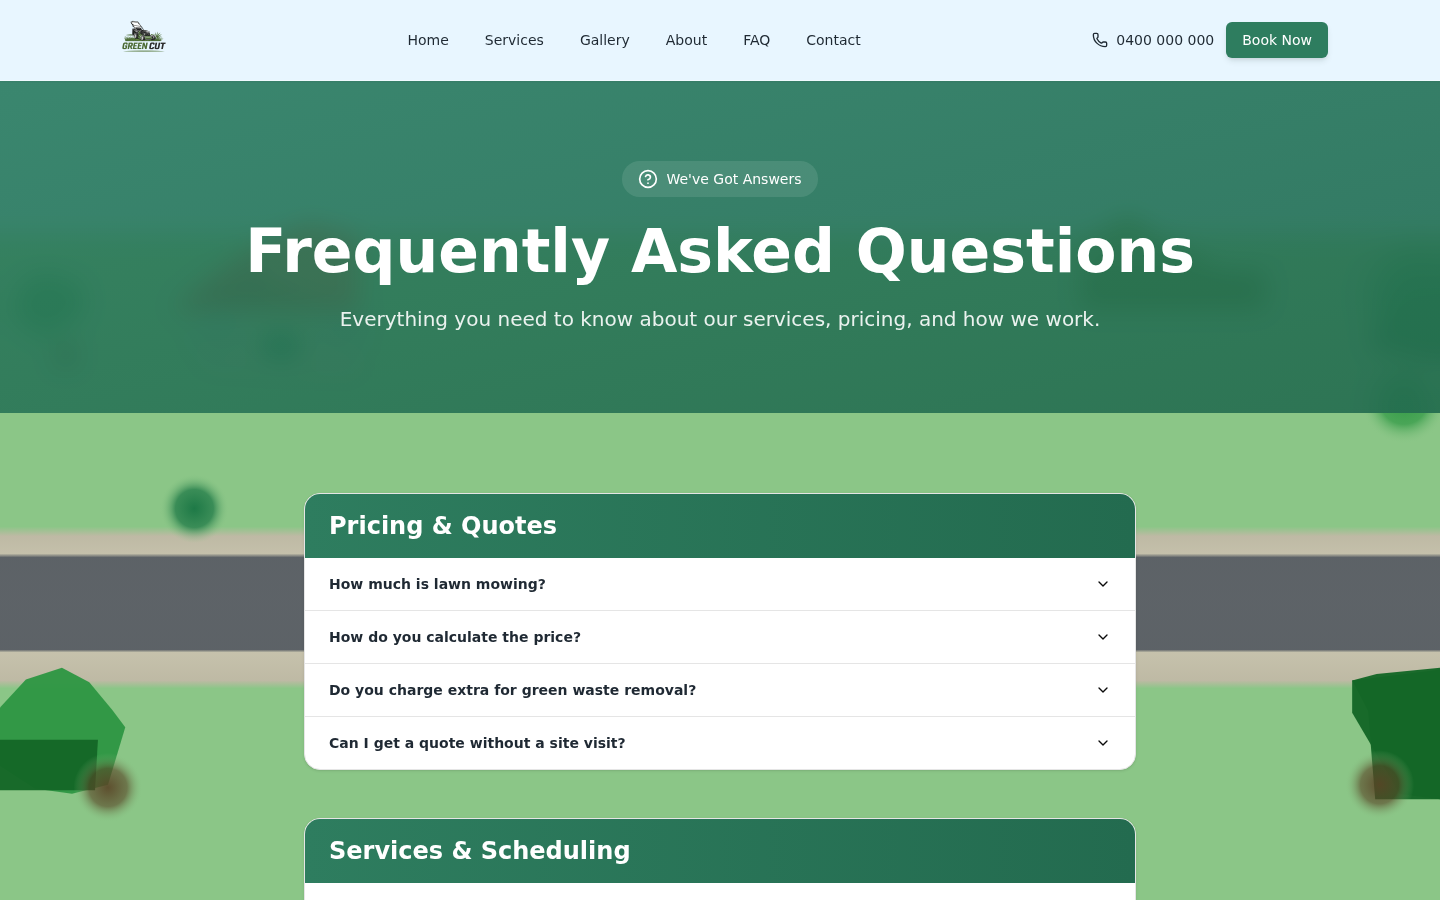 GREEN CUT
Home
Services
Gallery
About
FAQ
Contact
0400 000 000
Book Now
We've Got Answers
Frequently Asked Questions
Everything you need to know about our services, pricing, and how we work.
Pricing & Quotes
How much is lawn mowing?
How do you calculate the price?
Do you charge extra for green waste removal?
Can I get a quote without a site visit?
Services & Scheduling